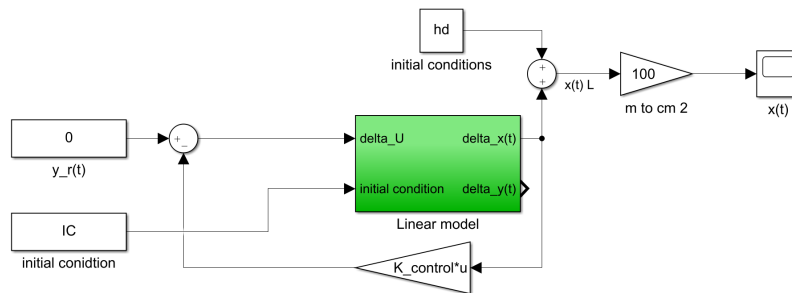 hd
initial conditions
+
+
x(t) L
100
m to cm 2
x(t)
0
y_r(t)
+
−
delta_U
delta_x(t)
initial condition
delta_y(t)
Linear model
IC
initial conidtion
K_control*u